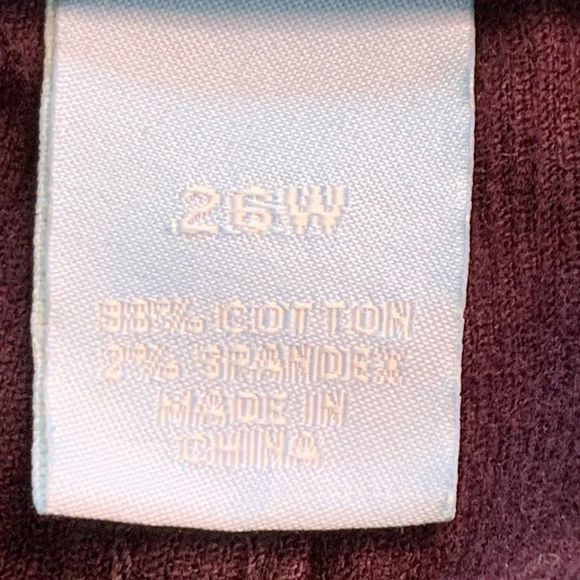 26W
98% COTTON
2% SPANDEX
MADE IN
CHINA